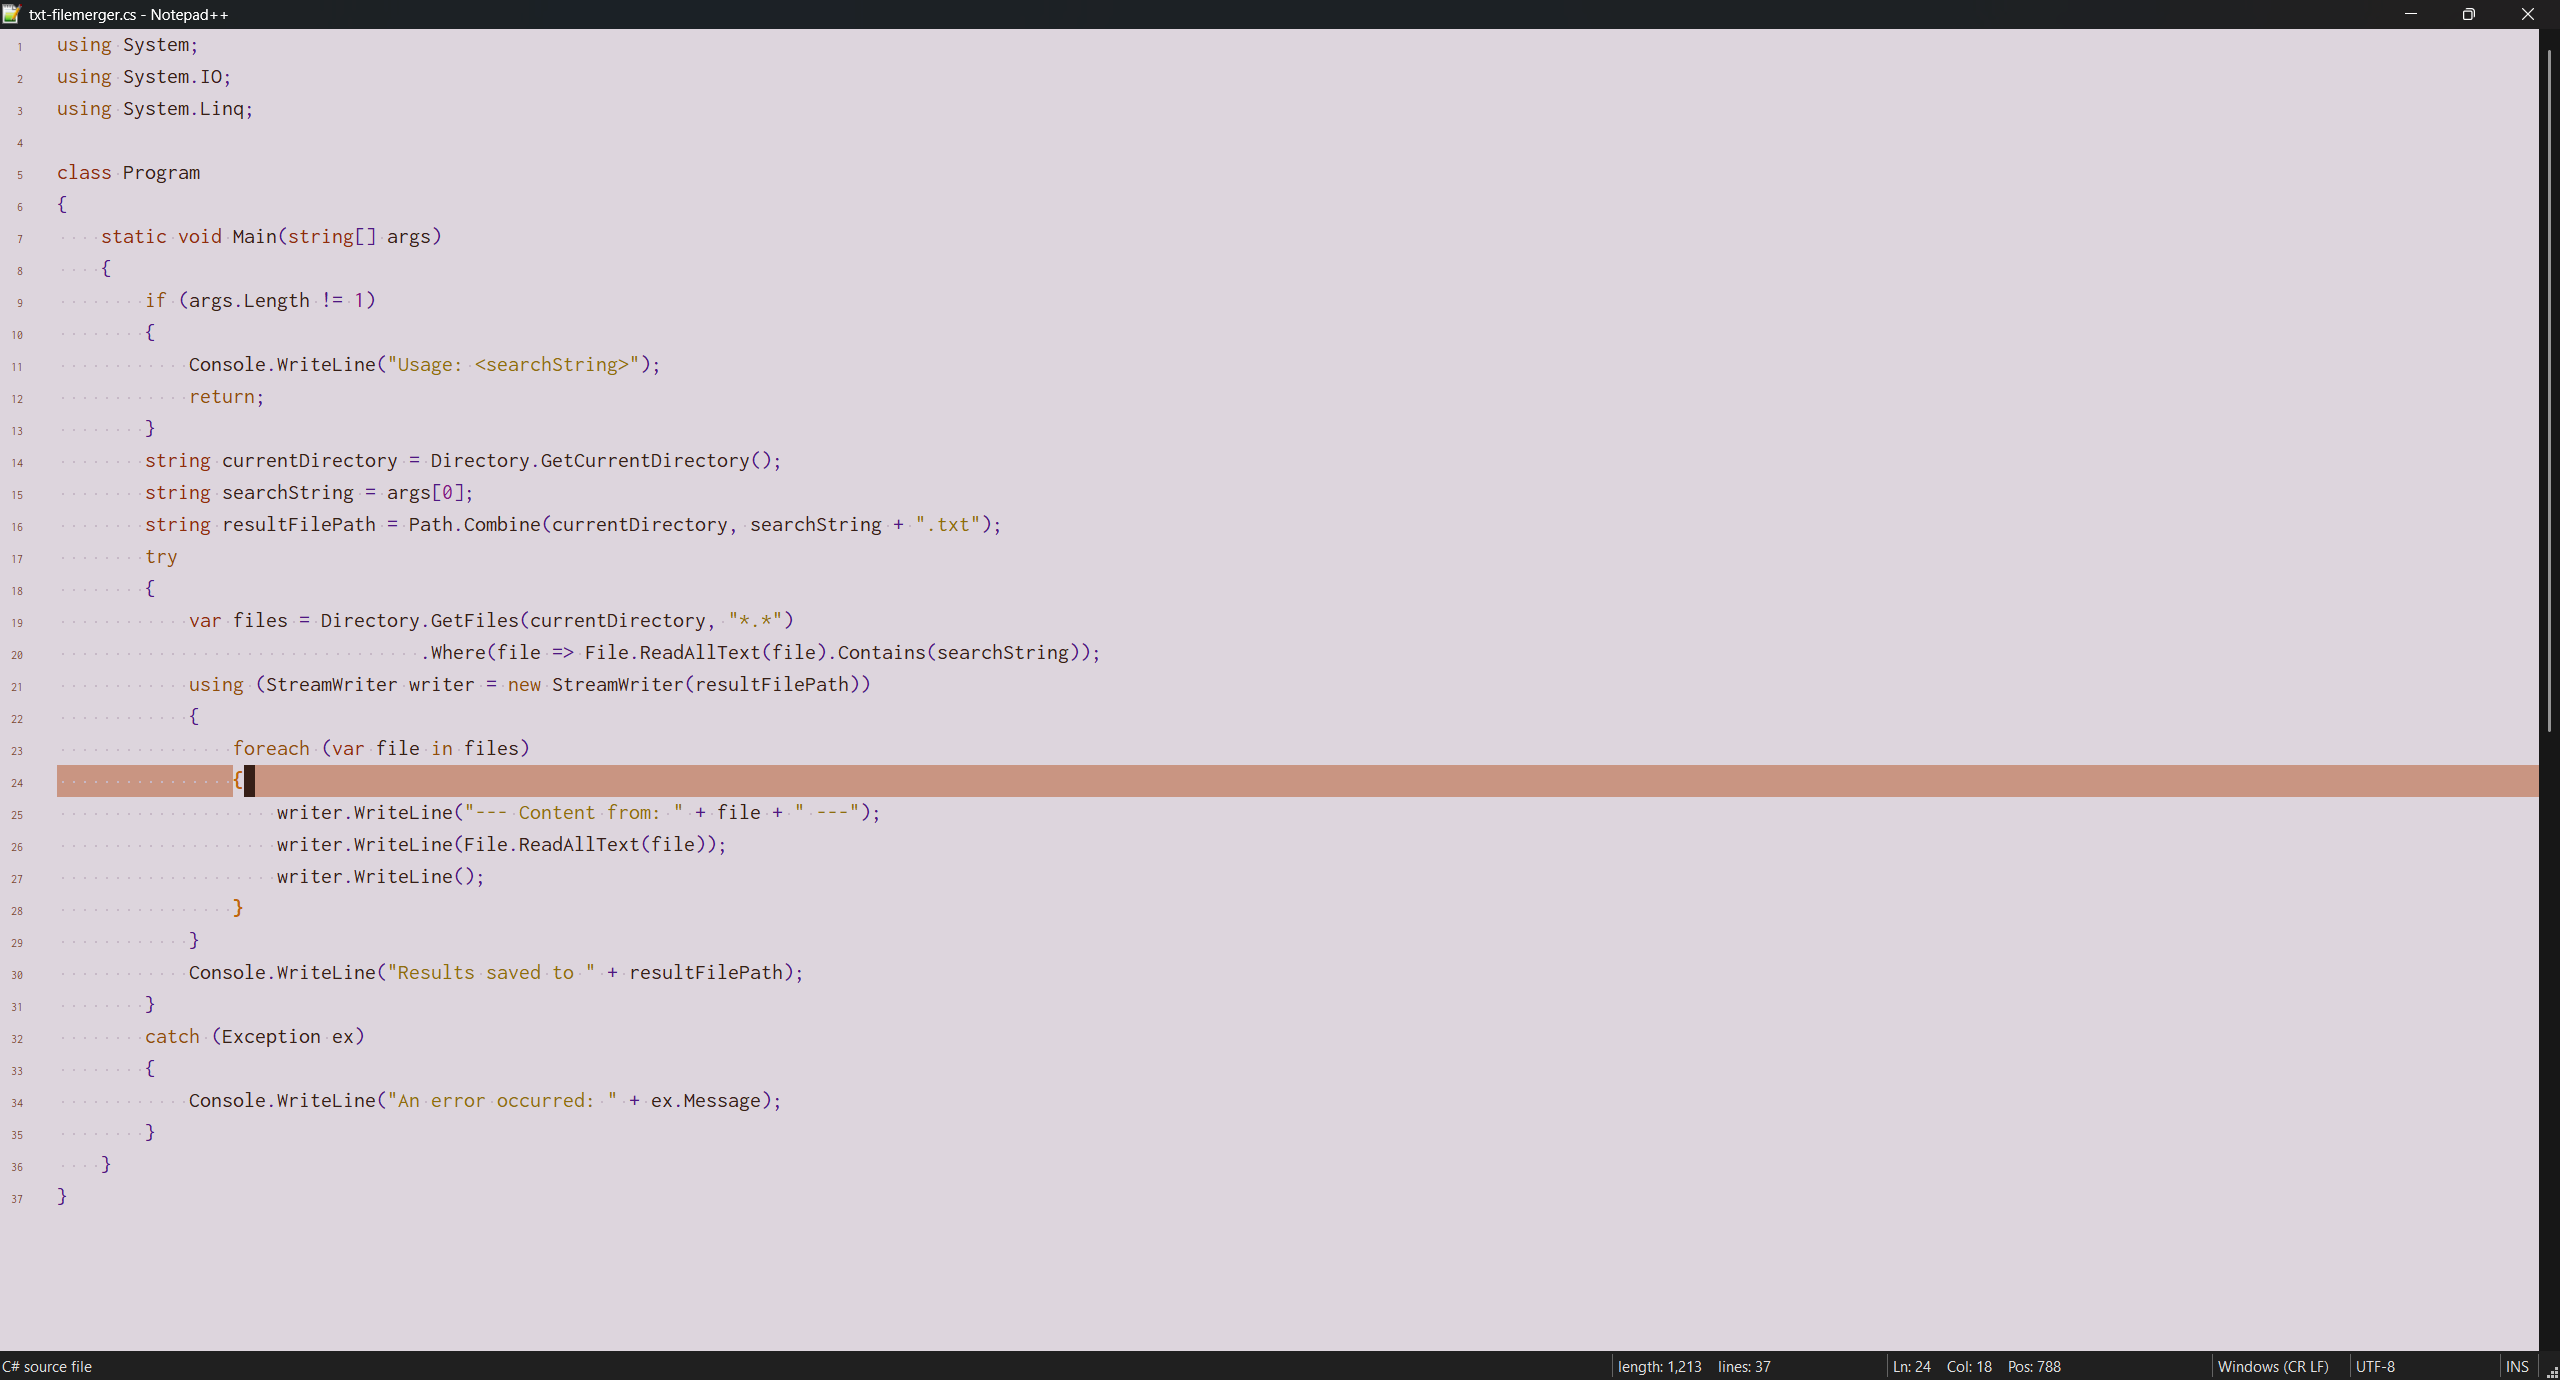 txt-filemerger.cs - Notepad++
1 using System;
2 using System.IO;
3 using System.Linq;
4
5 class Program
6 {
7     static void Main(string[] args)
8     {
9         if (args.Length != 1)
10         {
11             Console.WriteLine("Usage: <searchString>");
12             return;
13         }
14         string currentDirectory = Directory.GetCurrentDirectory();
15         string searchString = args[0];
16         string resultFilePath = Path.Combine(currentDirectory, searchString + ".txt");
17         try
18         {
19             var files = Directory.GetFiles(currentDirectory, "*.*")
20                                  .Where(file => File.ReadAllText(file).Contains(searchString));
21             using (StreamWriter writer = new StreamWriter(resultFilePath))
22             {
23                 foreach (var file in files)
24                 {
25                     writer.WriteLine("--- Content from: " + file + " ---");
26                     writer.WriteLine(File.ReadAllText(file));
27                     writer.WriteLine();
28                 }
29             }
30             Console.WriteLine("Results saved to " + resultFilePath);
31         }
32         catch (Exception ex)
33         {
34             Console.WriteLine("An error occurred: " + ex.Message);
35         }
36     }
37 }
C# source file length: 1,213 lines: 37 Ln: 24 Col: 18 Pos: 788 Windows (CR LF) UTF-8 INS